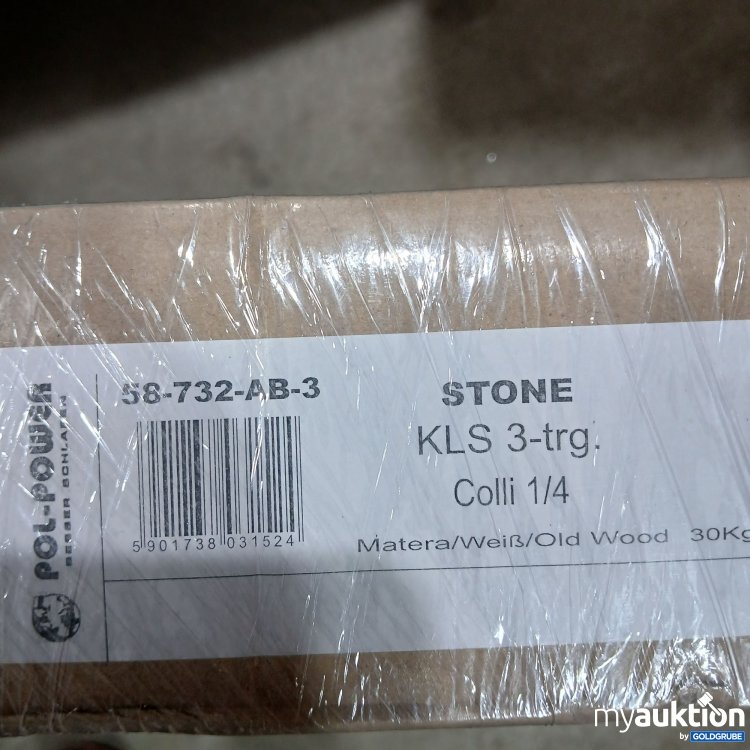 POL-POWER
BESSER SCHLAFEN
58-732-AB-3
5 901738 031524
STONE
KLS 3-trg.
Colli 1/4
Matera/Weiß/Old Wood 30Kg
myauktion
by GOLDGRUBE